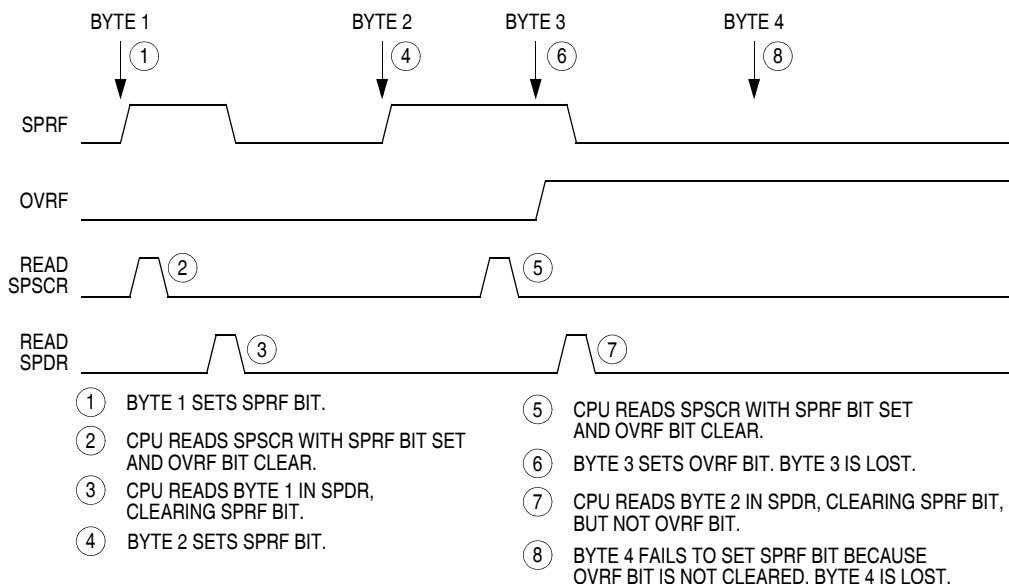 BYTE 1 BYTE 2 BYTE 3 BYTE 4
1 4 6 8
SPRF
OVRF
READ
SPSCR
2 5
READ
SPDR
3 7
1 BYTE 1 SETS SPRF BIT.
2 CPU READS SPSCR WITH SPRF BIT SET
AND OVRF BIT CLEAR.
3 CPU READS BYTE 1 IN SPDR,
CLEARING SPRF BIT.
4 BYTE 2 SETS SPRF BIT.
5 CPU READS SPSCR WITH SPRF BIT SET
AND OVRF BIT CLEAR.
6 BYTE 3 SETS OVRF BIT. BYTE 3 IS LOST.
7 CPU READS BYTE 2 IN SPDR, CLEARING SPRF BIT,
BUT NOT OVRF BIT.
8 BYTE 4 FAILS TO SET SPRF BIT BECAUSE
OVRF BIT IS NOT CLEARED. BYTE 4 IS LOST.